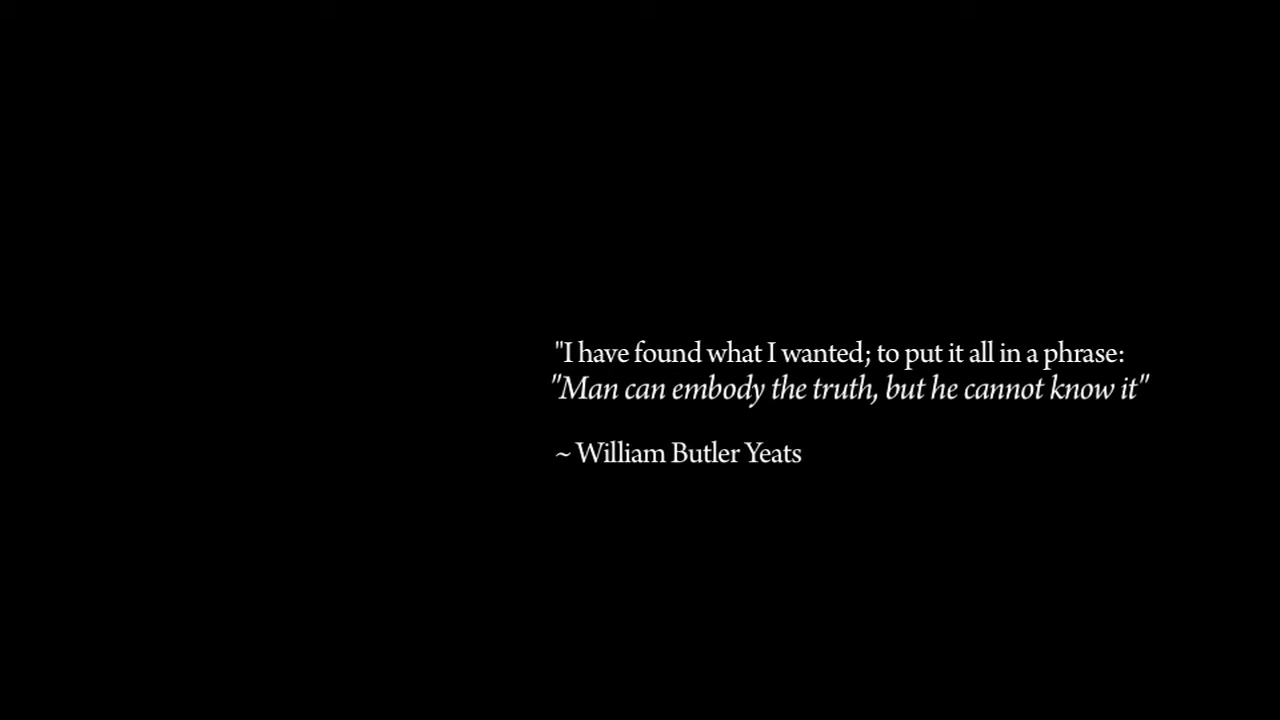 "I have found what I wanted; to put it all in a phrase:
"Man can embody the truth, but he cannot know it"
~ William Butler Yeats